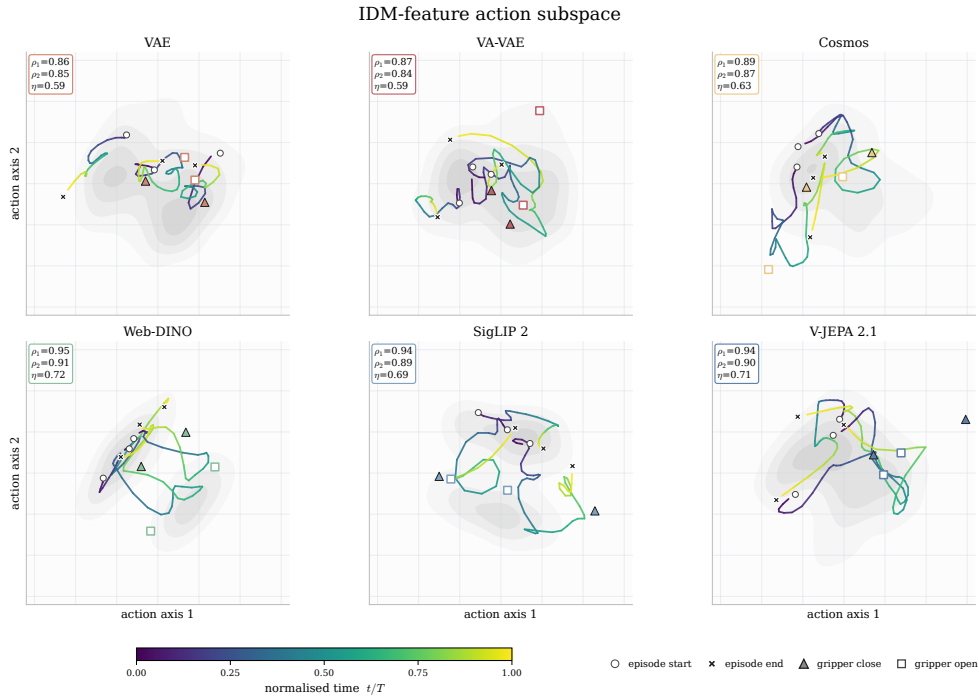 IDM-feature action subspace
VAE
ρ₁=0.86
ρ₂=0.85
η=0.59
action axis 2
VA-VAE
ρ₁=0.87
ρ₂=0.84
η=0.59
Cosmos
ρ₁=0.89
ρ₂=0.87
η=0.63
Web-DINO
ρ₁=0.95
ρ₂=0.91
η=0.72
action axis 2
action axis 1
SigLIP 2
ρ₁=0.94
ρ₂=0.89
η=0.69
action axis 1
V-JEPA 2.1
ρ₁=0.94
ρ₂=0.90
η=0.71
action axis 1
0.00 0.25 0.50 0.75 1.0
normalised time t/T
episode start episode end gripper close gripper open